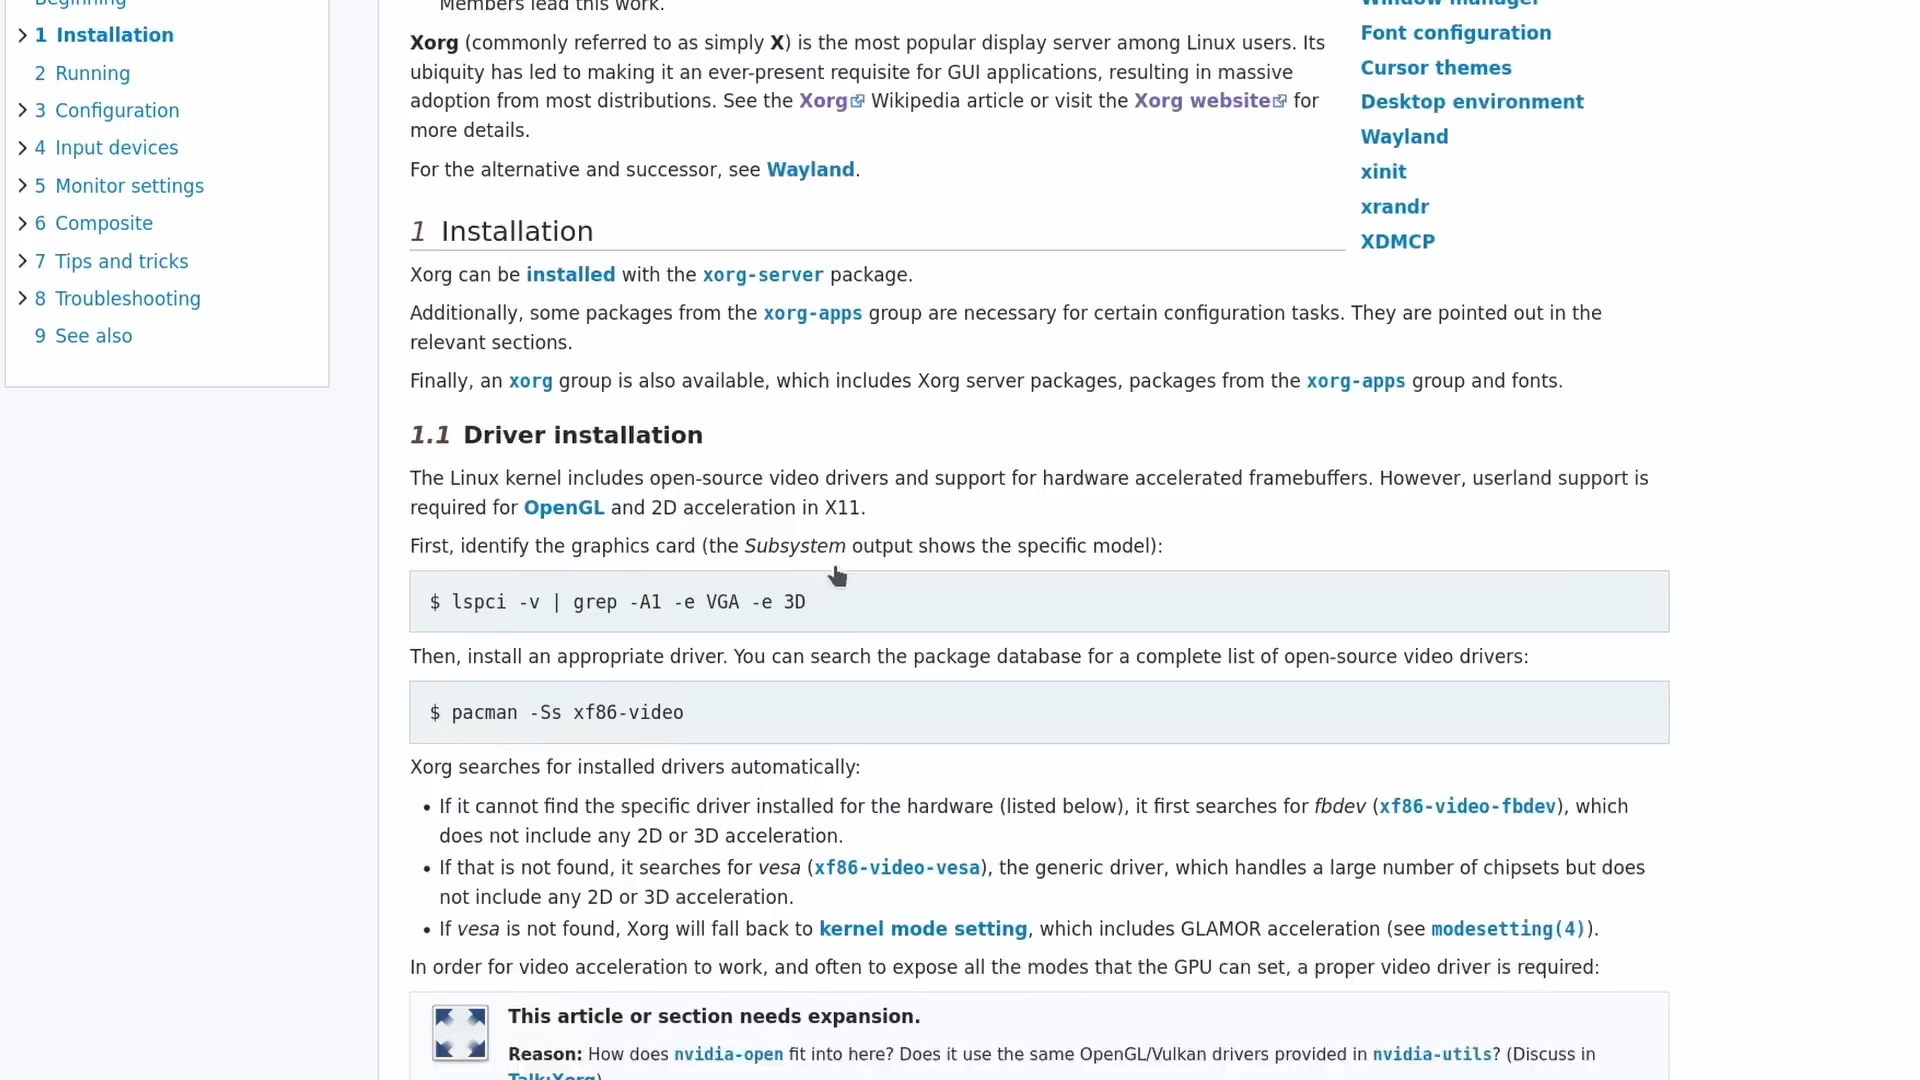 Beginning
1 Installation
2 Running
3 Configuration
4 Input devices
5 Monitor settings
6 Composite
7 Tips and tricks
8 Troubleshooting
9 See also
Members lead this work.
Xorg (commonly referred to as simply X) is the most popular display server among Linux users. Its
ubiquity has led to making it an ever-present requisite for GUI applications, resulting in massive
adoption from most distributions. See the Xorg Wikipedia article or visit the Xorg website for
more details.
For the alternative and successor, see Wayland.
Window manager
Font configuration
Cursor themes
Desktop environment
Wayland
xinit
xrandr
XDMCP
1 Installation
Xorg can be installed with the xorg-server package.
Additionally, some packages from the xorg-apps group are necessary for certain configuration tasks. They are pointed out in the
relevant sections.
Finally, an xorg group is also available, which includes Xorg server packages, packages from the xorg-apps group and fonts.
1.1 Driver installation
The Linux kernel includes open-source video drivers and support for hardware accelerated framebuffers. However, userland support is
required for OpenGL and 2D acceleration in X11.
First, identify the graphics card (the Subsystem output shows the specific model):
$ lspci -v | grep -A1 -e VGA -e 3D
Then, install an appropriate driver. You can search the package database for a complete list of open-source video drivers:
$ pacman -Ss xf86-video
Xorg searches for installed drivers automatically:
• If it cannot find the specific driver installed for the hardware (listed below), it first searches for fbdev (xf86-video-fbdev), which
does not include any 2D or 3D acceleration.
• If that is not found, it searches for vesa (xf86-video-vesa), the generic driver, which handles a large number of chipsets but does
not include any 2D or 3D acceleration.
• If vesa is not found, Xorg will fall back to kernel mode setting, which includes GLAMOR acceleration (see modesetting(4)).
In order for video acceleration to work, and often to expose all the modes that the GPU can set, a proper video driver is required:
This article or section needs expansion.
Reason: How does nvidia-open fit into here? Does it use the same OpenGL/Vulkan drivers provided in nvidia-utils? (Discuss in
Talk:Xorg)